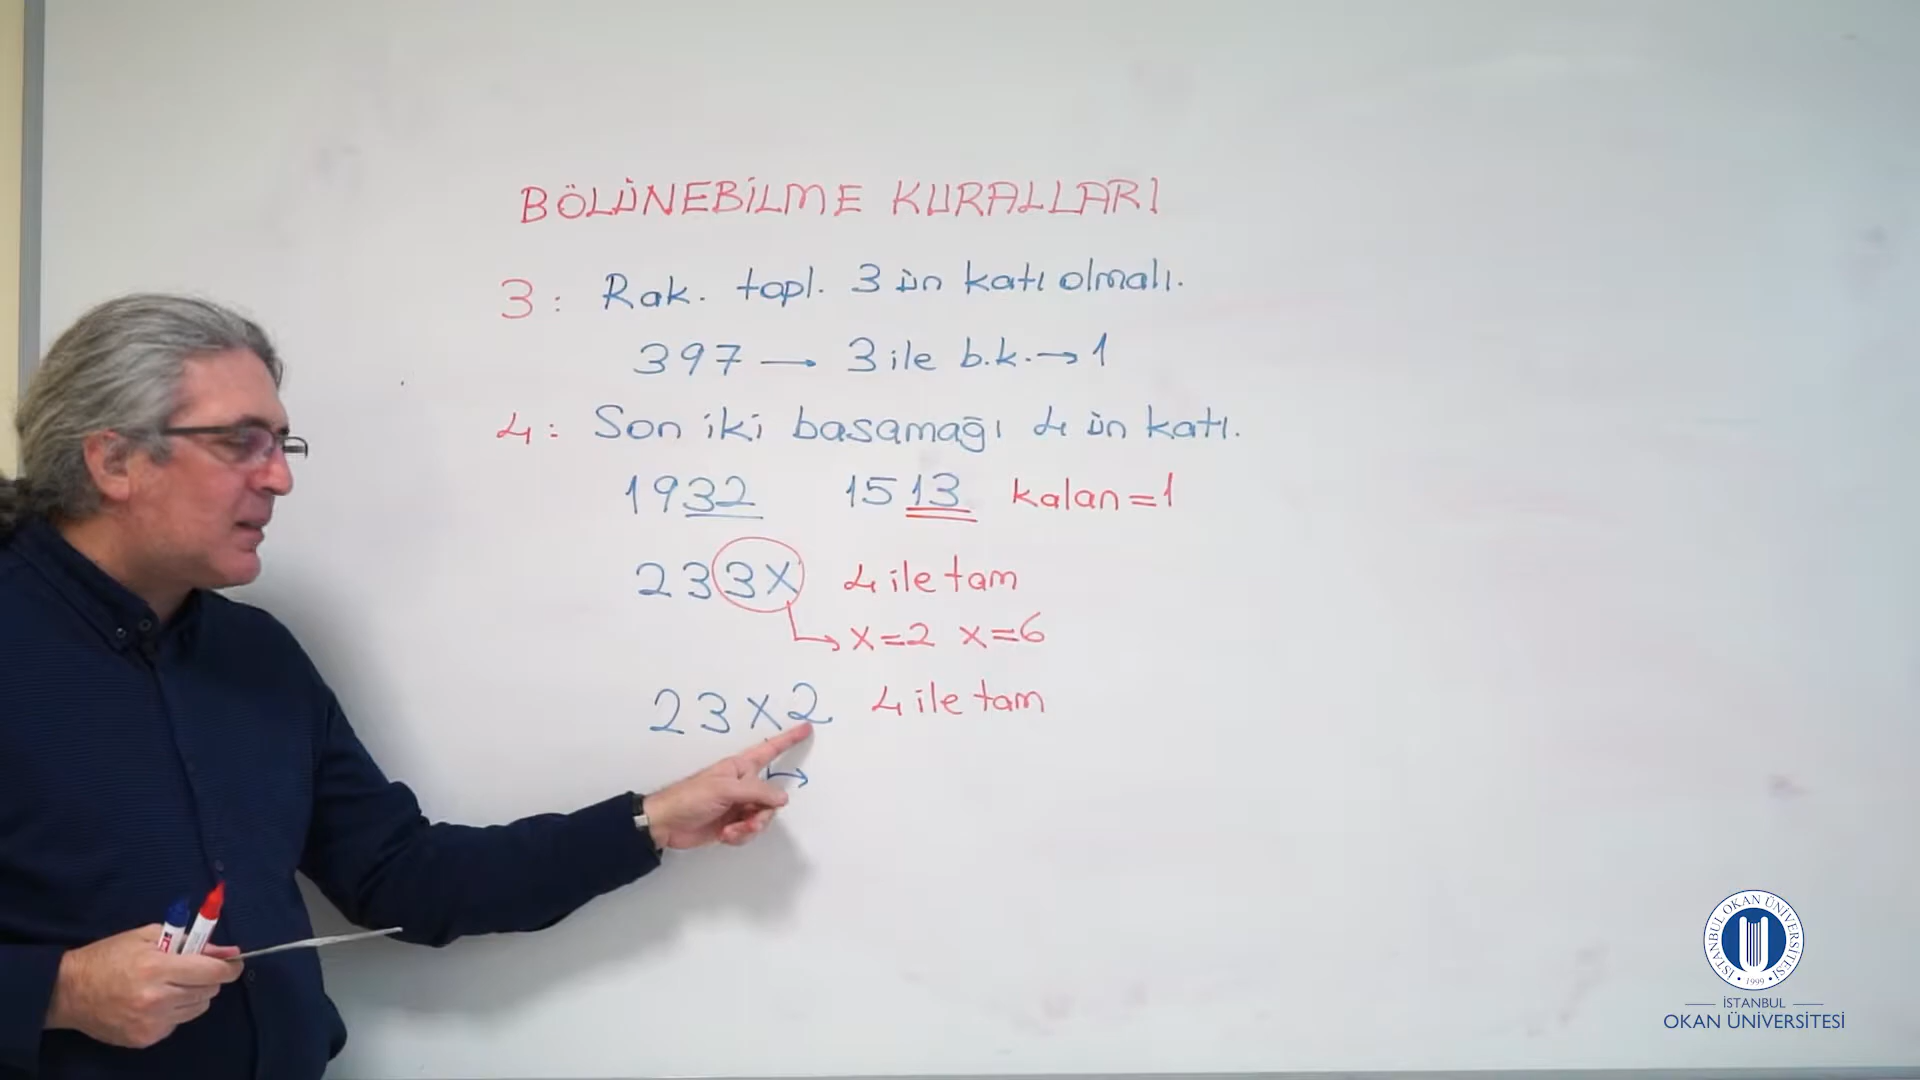 BÖLÜNEBİLME KURALLARI
3: Rak. topl. 3 ün katı olmalı.
397 → 3 ile b.k. → 1
4: Son iki basamağı 4 ün katı.
1932 1513 kalan=1
233X 4 ile tam
→ x=2 x=6
23x2 4 ile tam
→
İSTANBUL OKAN ÜNİVERSİTESİ
• 1999 •
İSTANBUL
OKAN ÜNİVERSİTESİ